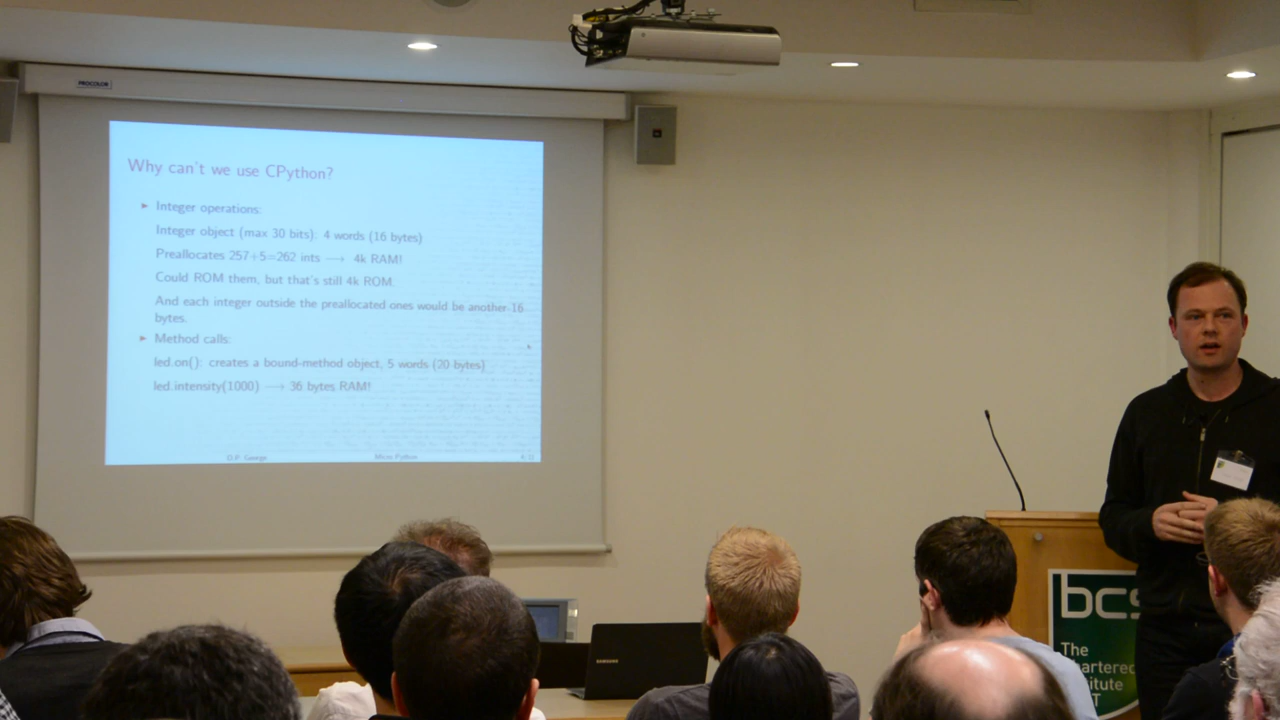 PROCOLOR
Why can't we use CPython?
► Integer operations:
Integer object (max 30 bits): 4 words (16 bytes)
Preallocates 257+5=262 ints ⟶ 4k RAM!
Could ROM them, but that's still 4k ROM.
And each integer outside the preallocated ones would be another 16
bytes.
► Method calls:
led.on(): creates a bound-method object, 5 words (20 bytes)
led.intensity(1000) ⟶ 36 bytes RAM!
D.P. George
Micro Python
SAMSUNG
bcs
The